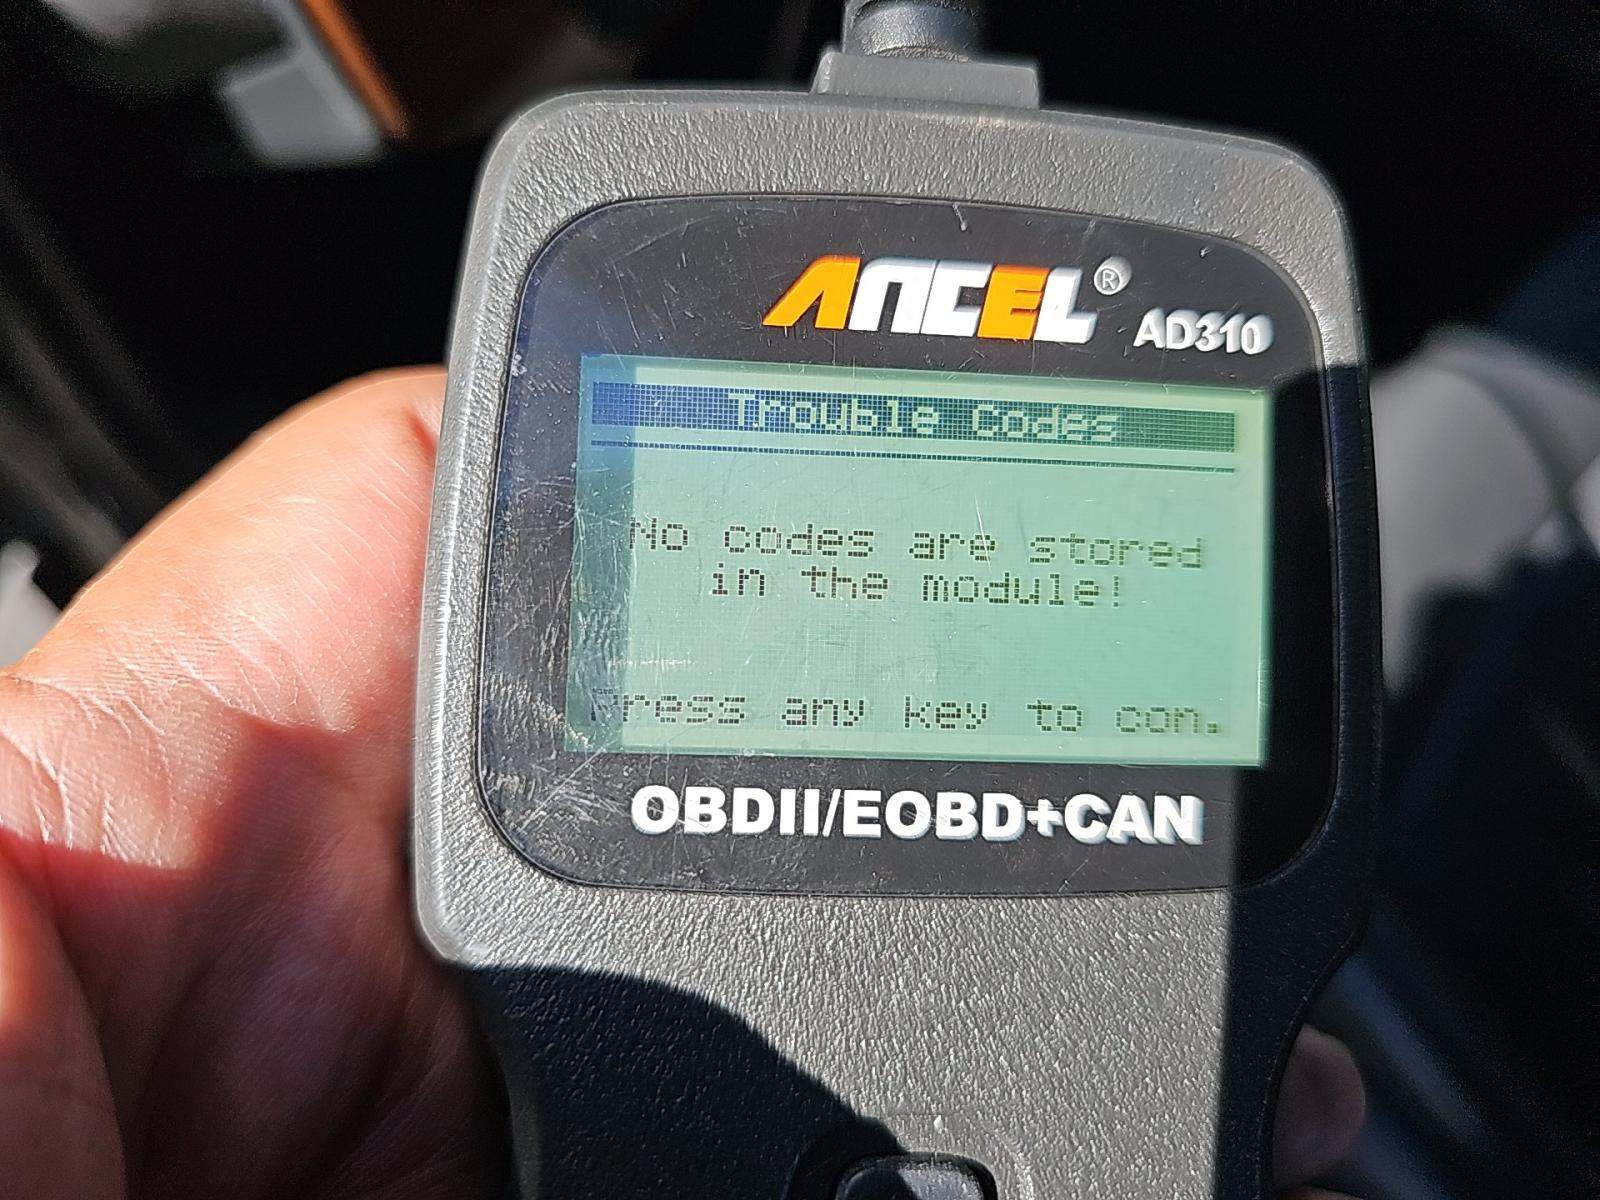 ANCEL®
AD310
Trouble Codes
No codes are stored
in the module!
Press any key to con.
OBDII/EOBD+CAN